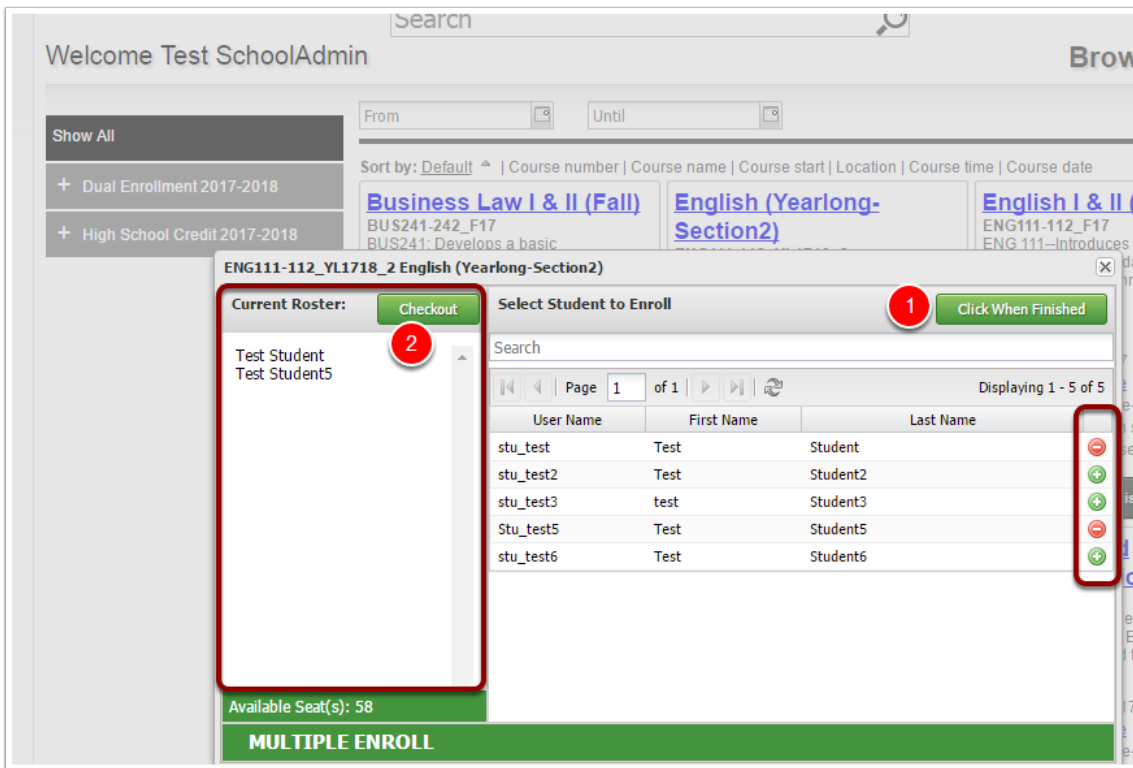 Search
Welcome Test SchoolAdmin
Brow
From
Until
Show All
Sort by: Default | Course number | Course name | Course start | Location | Course time | Course date
+ Dual Enrollment 2017-2018
+ High School Credit 2017-2018
Business Law I & II (Fall)
BUS241-242_F17
BUS241: Develops a basic
English (Yearlong-
Section2)
English I & II (
ENG111-112_F17
ENG 111--Introduces
ENG111-112_YL1718_2 English (Yearlong-Section2)
Current Roster:
Checkout
2
Test Student
Test Student5
Available Seat(s): 58
Select Student to Enroll
1
Click When Finished
Search
Page 1 of 1
Displaying 1 - 5 of 5
User Name First Name Last Name
stu_test Test Student
stu_test2 Test Student2
stu_test3 test Student3
Stu_test5 Test Student5
stu_test6 Test Student6
MULTIPLE ENROLL